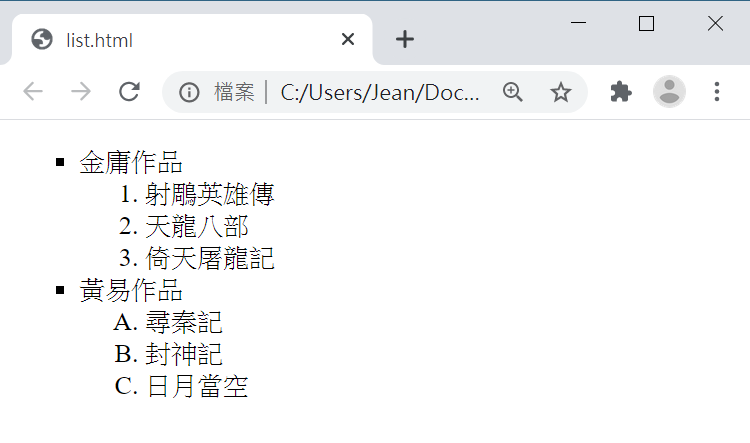 list.html
檔案 | C:/Users/Jean/Doc...
金庸作品
1. 射鵰英雄傳
2. 天龍八部
3. 倚天屠龍記
黃易作品
A. 尋秦記
B. 封神記
C. 日月當空